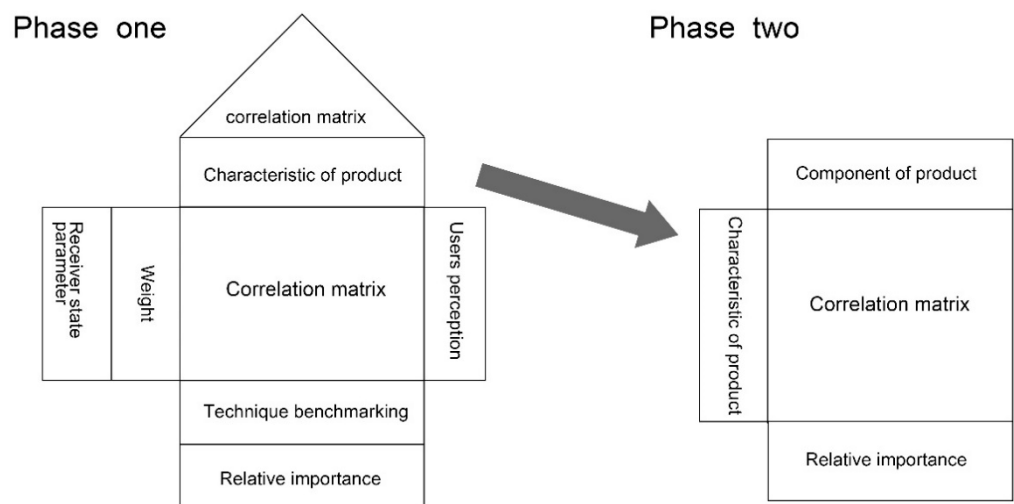 Phase one
Phase two
correlation matrix
Characteristic of product
Component of product
Receiver state
parameter
Weight
Correlation matrix
Users perception
Characteristic of product
Correlation matrix
Technique benchmarking
Relative importance
Relative importance